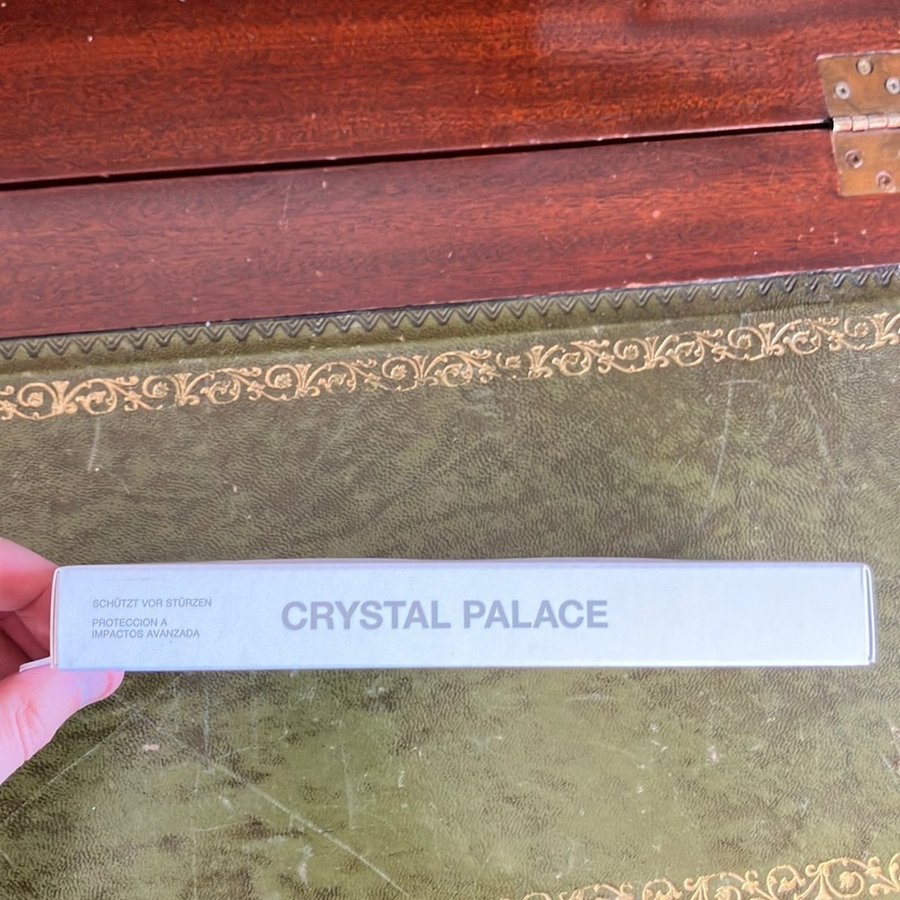 SCHÜTZT VOR STÜRZEN
PROTECCION A
IMPACTOS AVANZADA
CRYSTAL PALACE